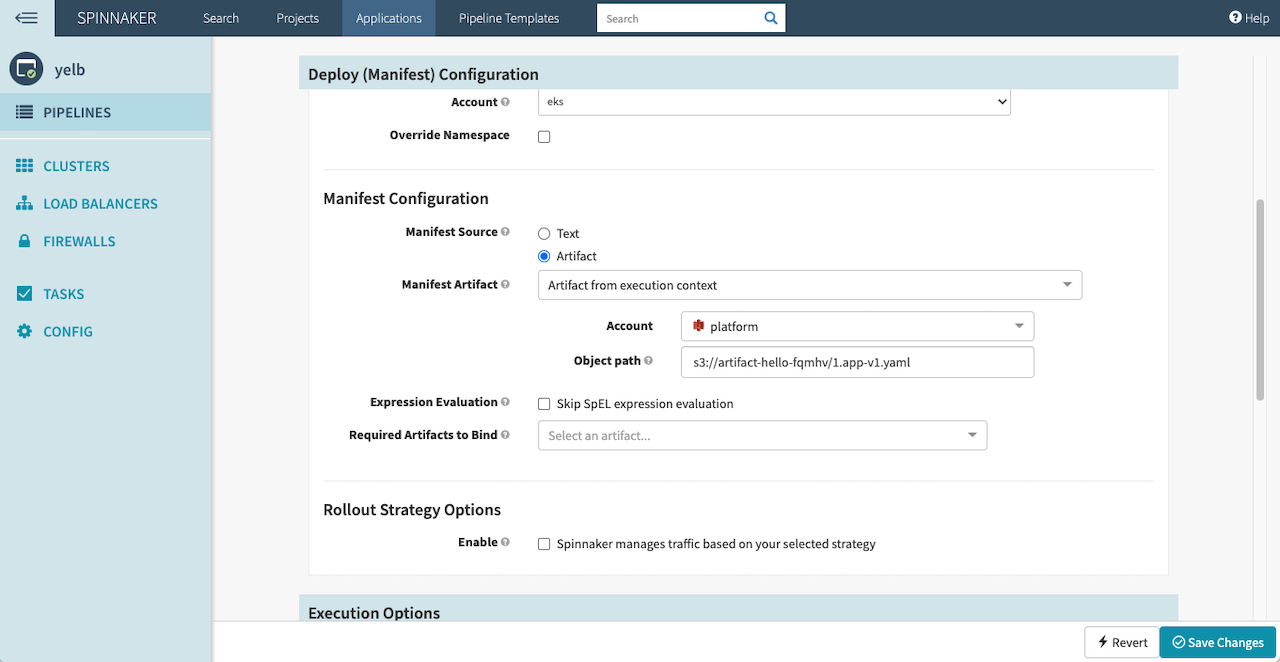 SPINNAKER Search Projects Applications Pipeline Templates Search Help
yelb
PIPELINES
CLUSTERS
LOAD BALANCERS
FIREWALLS
TASKS
CONFIG
Deploy (Manifest) Configuration
Account eks
Override Namespace
Manifest Configuration
Manifest Source Text
Artifact
Manifest Artifact Artifact from execution context
Account platform
Object path s3://artifact-hello-fqmhv/1.app-v1.yaml
Expression Evaluation Skip SpEL expression evaluation
Required Artifacts to Bind Select an artifact...
Rollout Strategy Options
Enable Spinnaker manages traffic based on your selected strategy
Execution Options
Revert Save Changes